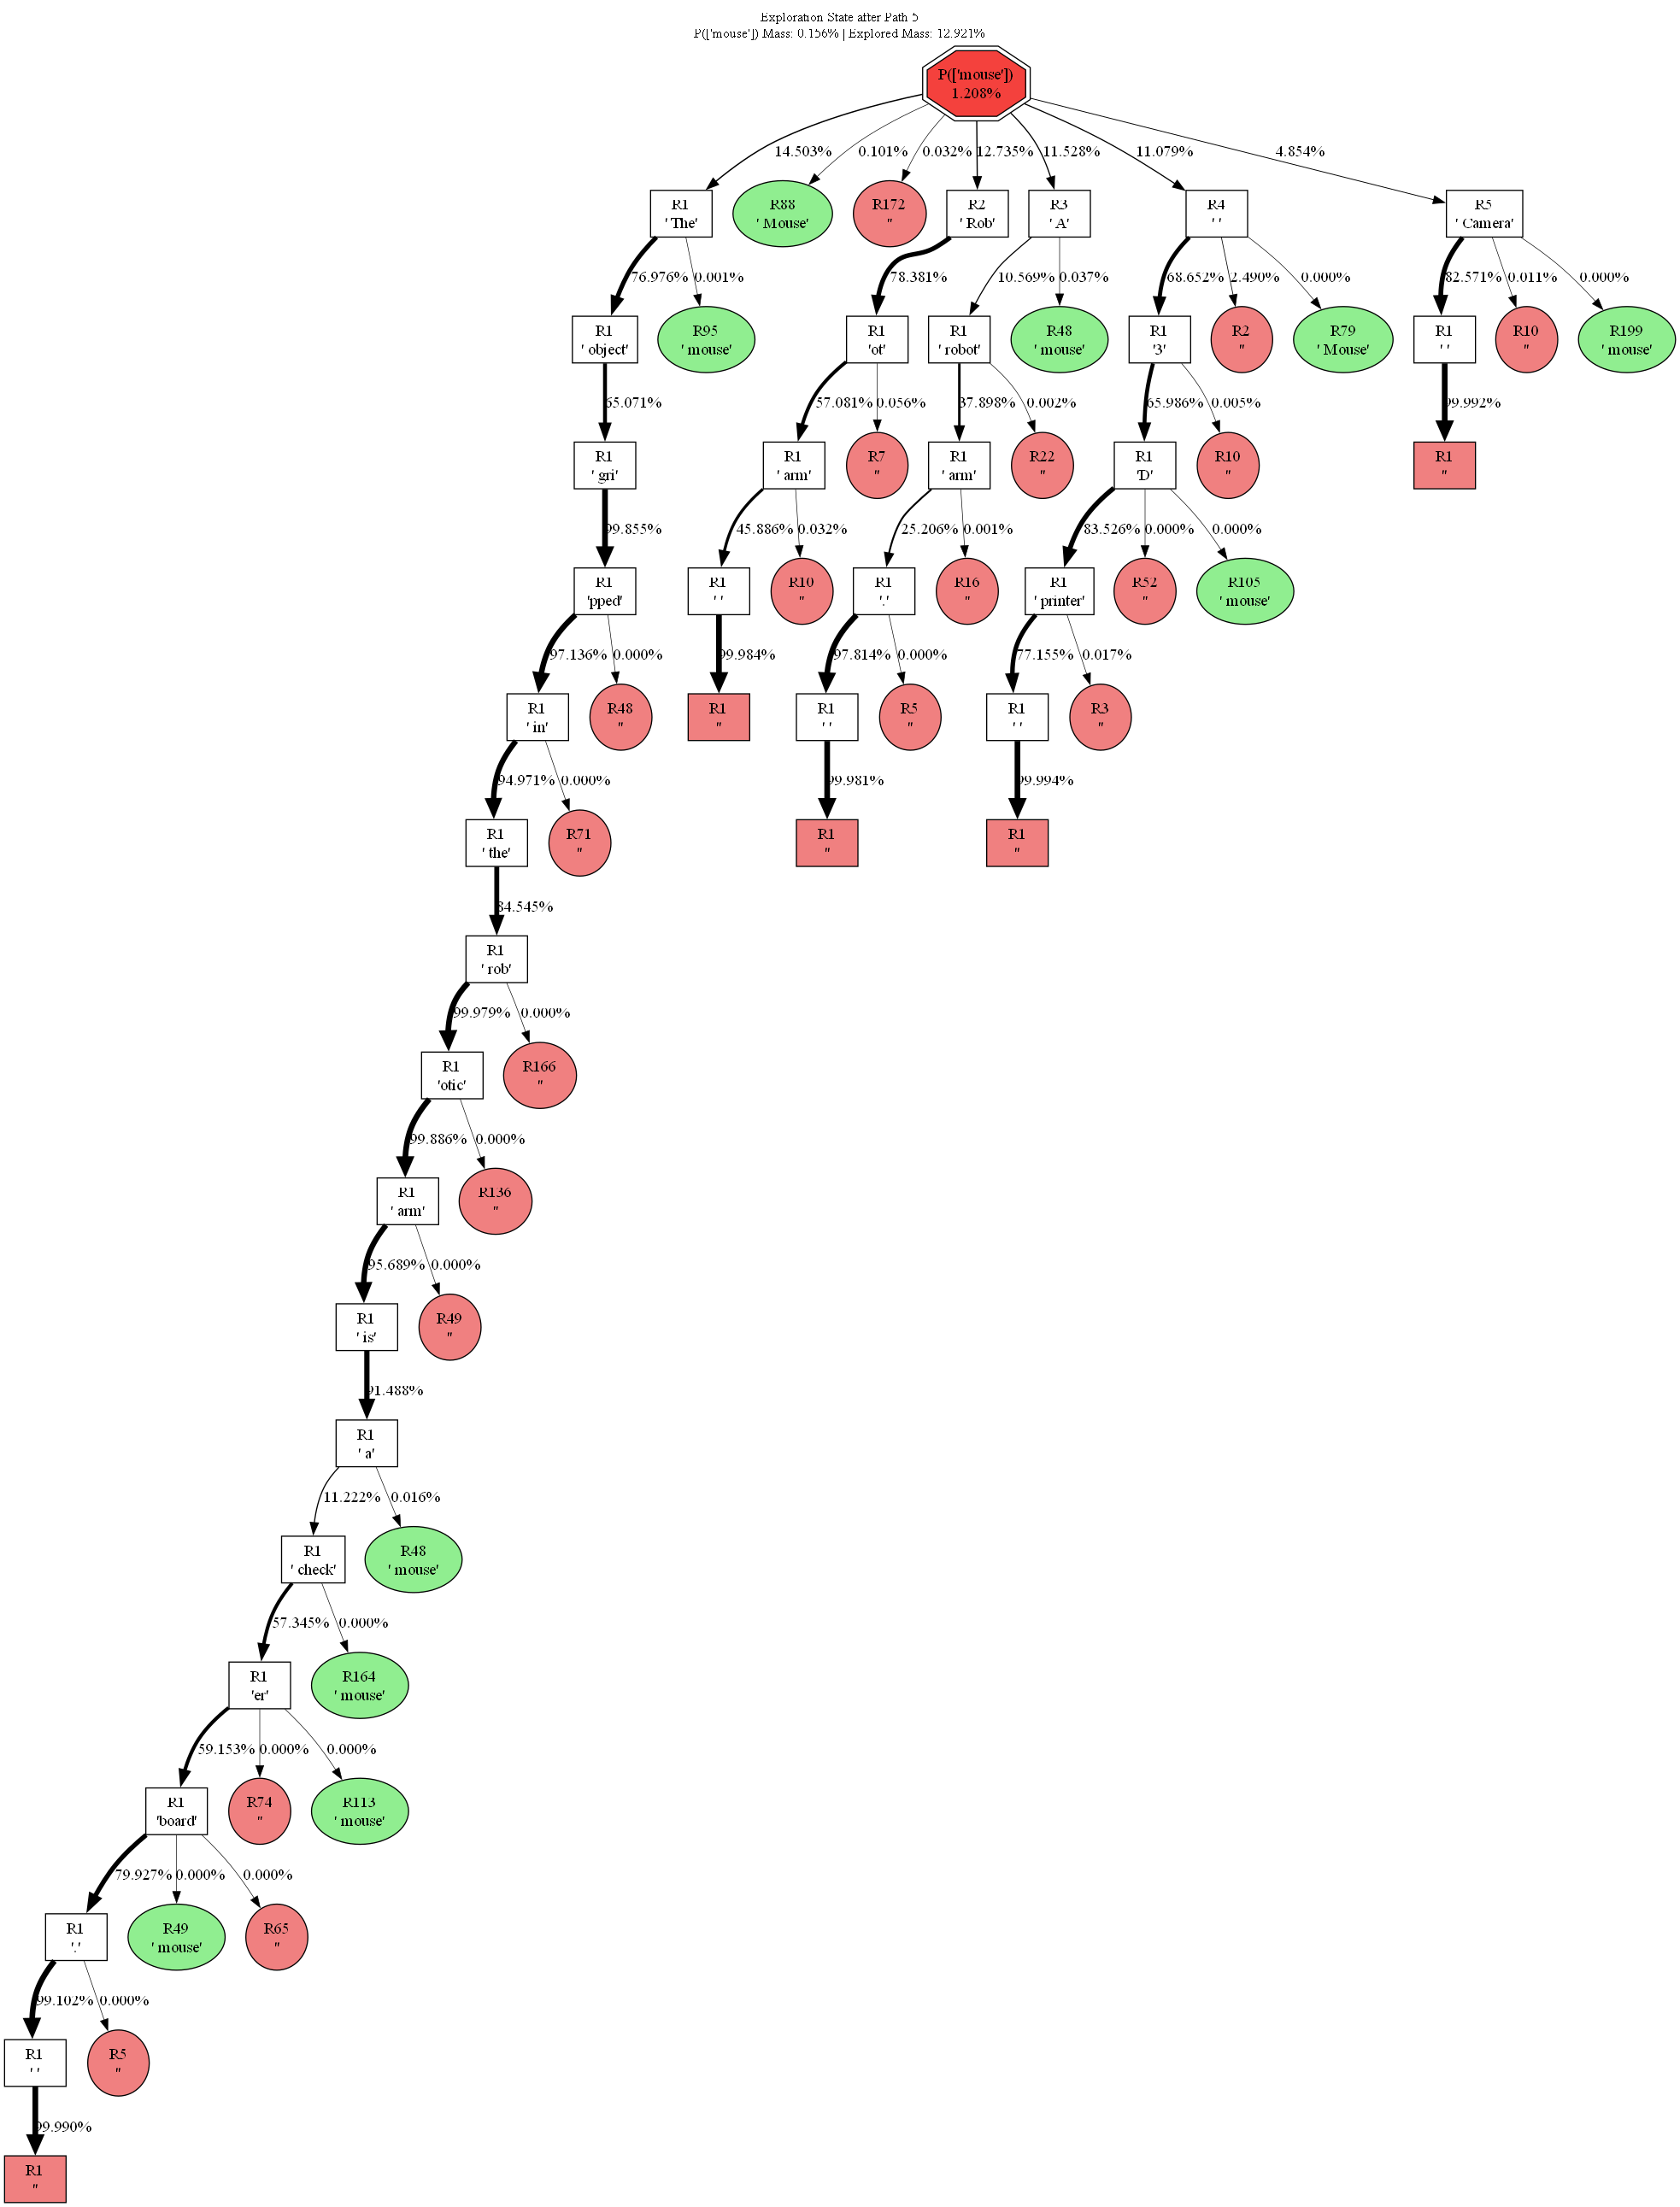 Exploration State after Path 5
P(['mouse']) Mass: 0.156% | Explored Mass: 12.921%
P(['mouse'])
1.208%
14.503%
0.101%
0.032%
12.735%
11.528%
11.079%
4.854%
R1
' The'
R88
' Mouse'
R172
''
R2
' Rob'
R3
' A'
R4
' '
R5
' Camera'
76.976%
0.001%
78.381%
10.569%
0.037%
68.652%
2.490%
0.000%
82.571%
0.011%
0.000%
R1
' object'
R95
' mouse'
R1
'ot'
R1
' robot'
R48
' mouse'
R1
'3'
R2
''
R79
' Mouse'
R1
' '
R10
''
R199
' mouse'
65.071%
57.081%
0.056%
37.898%
0.002%
65.986%
0.005%
99.992%
R1
' gri'
R1
' arm'
R7
''
R1
' arm'
R22
''
R1
'D'
R10
''
R1
''
99.855%
45.886%
0.032%
25.206%
0.001%
83.526%
0.000%
0.000%
R1
'pped'
R1
' '
R10
''
R1
'.'
R16
''
R1
' printer'
R52
''
R105
' mouse'
97.136%
0.000%
99.984%
97.814%
0.000%
77.155%
0.017%
R1
' in'
R48
''
R1
''
R1
' '
R5
''
R1
' '
R3
''
94.971%
0.000%
99.981%
99.994%
R1
' the'
R71
''
R1
''
R1
''
84.545%
R1
' rob'
99.979%
0.000%
R1
'otic'
R166
''
99.886%
0.000%
R1
' arm'
R136
''
95.689%
0.000%
R1
' is'
R49
''
91.488%
R1
' a'
11.222%
0.016%
R1
' check'
R48
' mouse'
57.345%
0.000%
R1
'er'
R164
' mouse'
59.153%
0.000%
0.000%
R1
'board'
R74
''
R113
' mouse'
79.927%
0.000%
0.000%
R1
'.'
R49
' mouse'
R65
''
99.102%
0.000%
R1
' '
R5
''
99.990%
R1
''